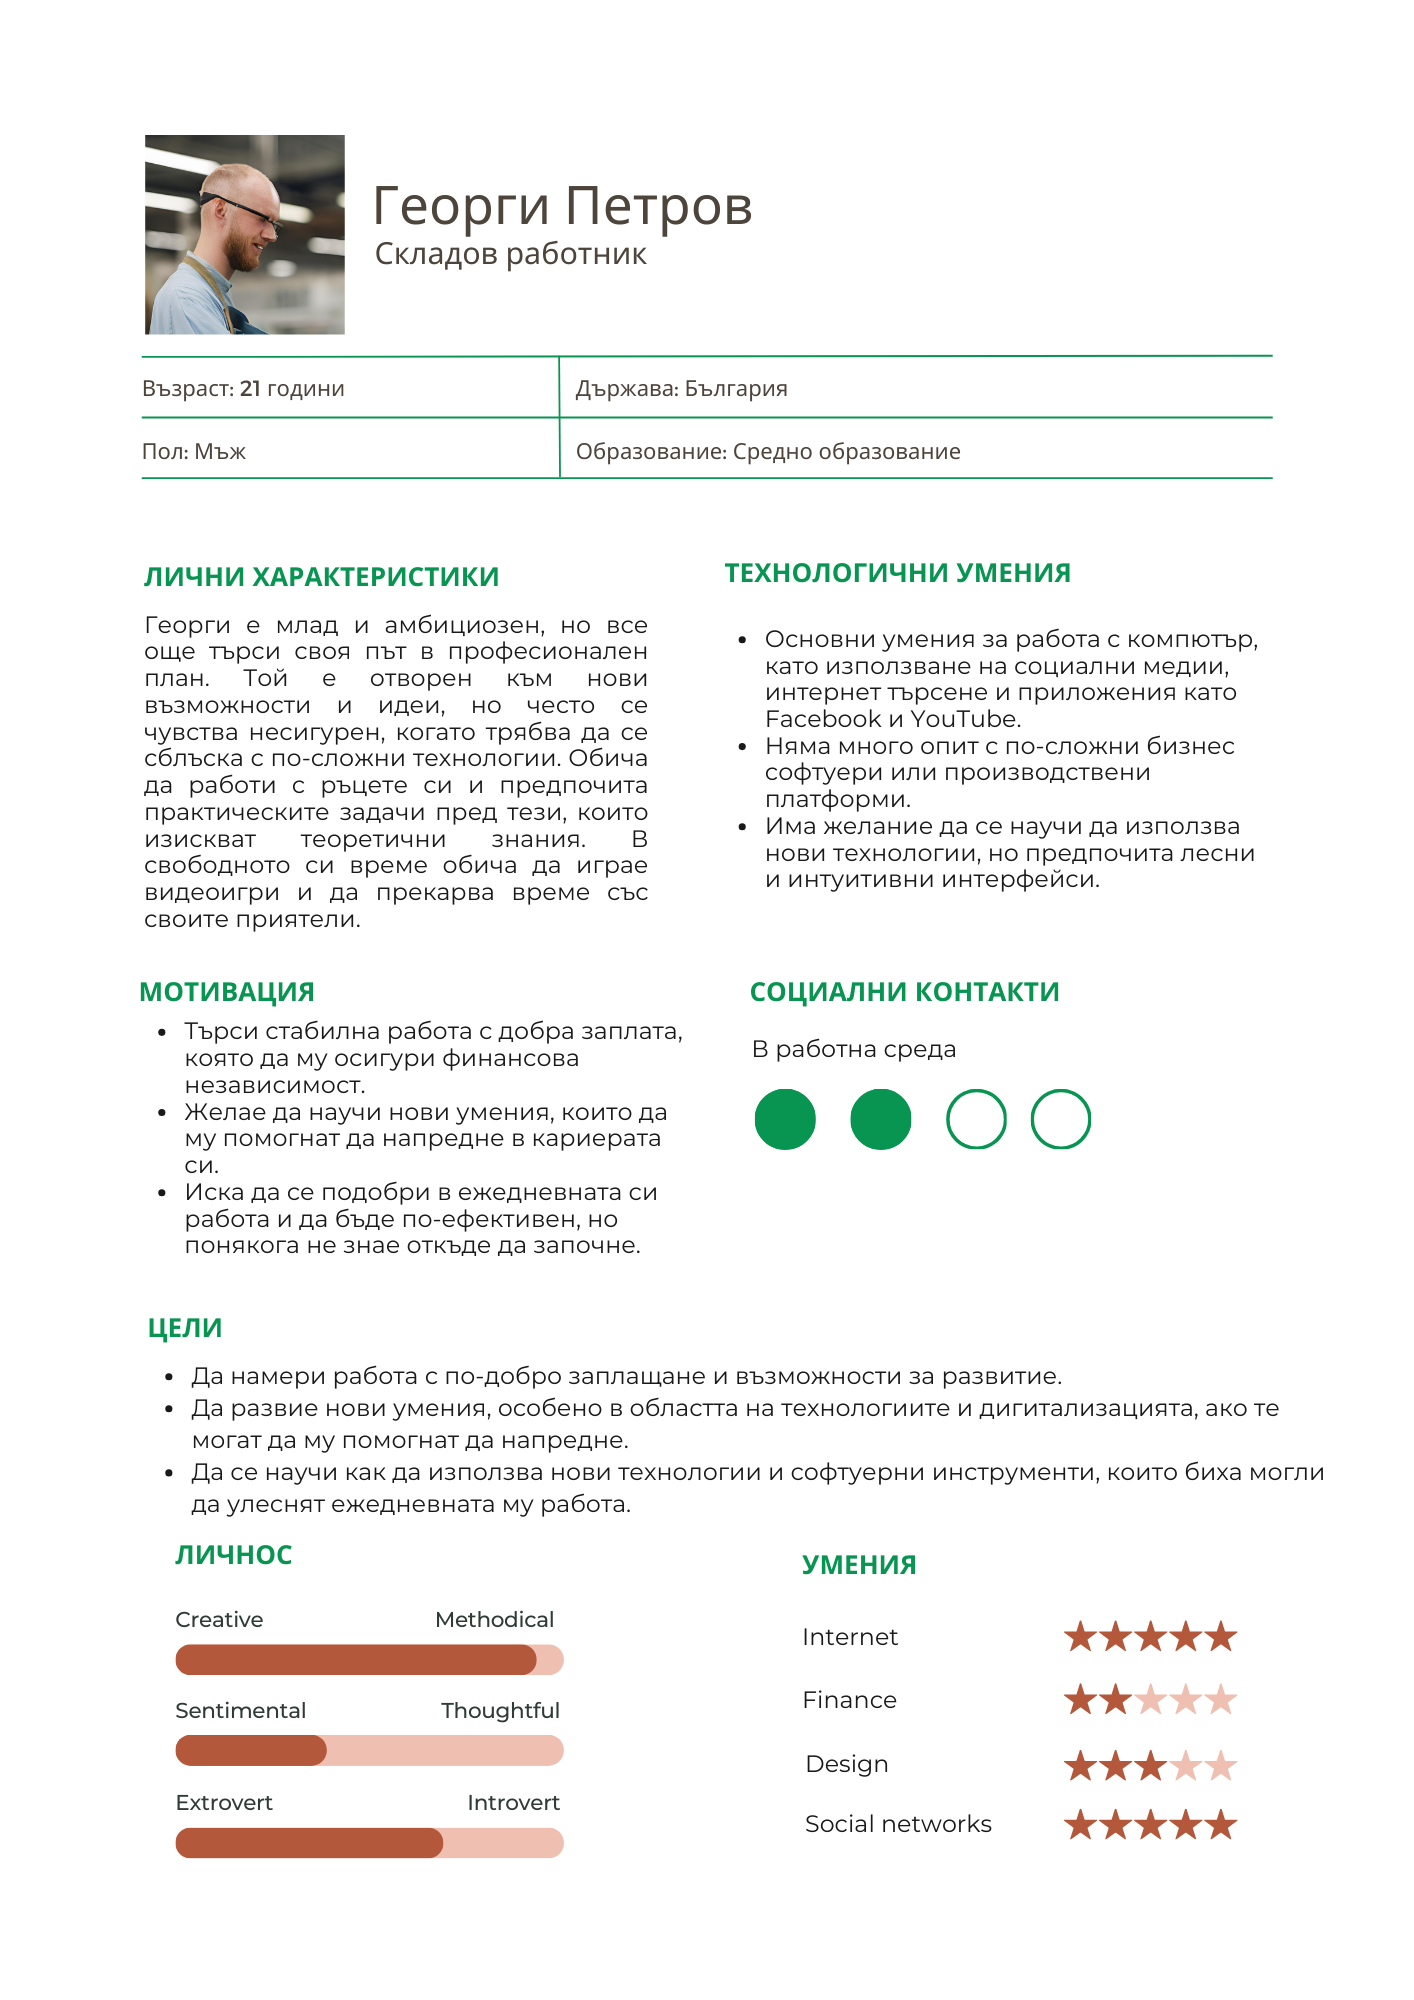 Георги Петров
Складов работник
Възраст: 21 години
Държава: България
Пол: Мъж
Образование: Средно образование
ЛИЧНИ ХАРАКТЕРИСТИКИ
Георги е млад и амбициозен, но все
още търси своя път в професионален
план. Той е отворен към нови
възможности и идеи, но често се
чувства несигурен, когато трябва да се
сблъска с по-сложни технологии. Обича
да работи с ръцете си и предпочита
практическите задачи пред тези, които
изискват теоретични знания. В
свободното си време обича да играе
видеоигри и да прекарва време със
своите приятели.
ТЕХНОЛОГИЧНИ УМЕНИЯ
• Основни умения за работа с компютър,
като използване на социални медии,
интернет търсене и приложения като
Facebook и YouTube.
• Няма много опит с по-сложни бизнес
софтуери или производствени
платформи.
• Има желание да се научи да използва
нови технологии, но предпочита лесни
и интуитивни интерфейси.
МОТИВАЦИЯ
• Търси стабилна работа с добра заплата,
която да му осигури финансова
независимост.
• Желае да научи нови умения, които да
му помогнат да напредне в кариерата
си.
• Иска да се подобри в ежедневната си
работа и да бъде по-ефективен, но
понякога не знае откъде да започне.
СОЦИАЛНИ КОНТАКТИ
В работна среда
ЦЕЛИ
• Да намери работа с по-добро заплащане и възможности за развитие.
• Да развие нови умения, особено в областта на технологиите и дигитализацията, ако те
могат да му помогнат да напредне.
• Да се научи как да използва нови технологии и софтуерни инструменти, които биха могли
да улеснят ежедневната му работа.
ЛИЧНОС
Creative Methodical
Sentimental Thoughtful
Extrovert Introvert
УМЕНИЯ
Internet
Finance
Design
Social networks